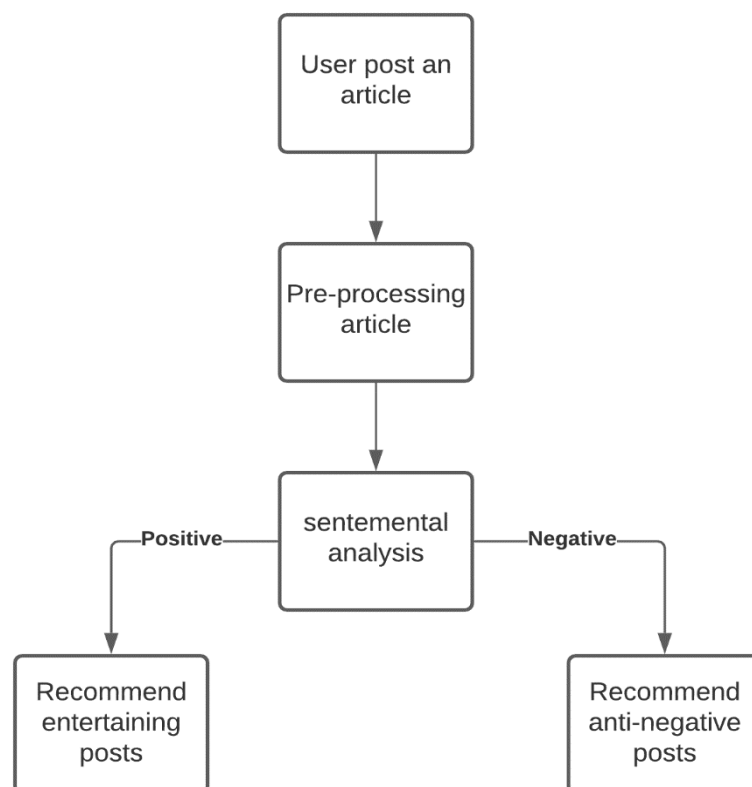 User post an
article
Pre-processing
article
sentemental
analysis
Positive
Negative
Recommend
entertaining
posts
Recommend
anti-negative
posts